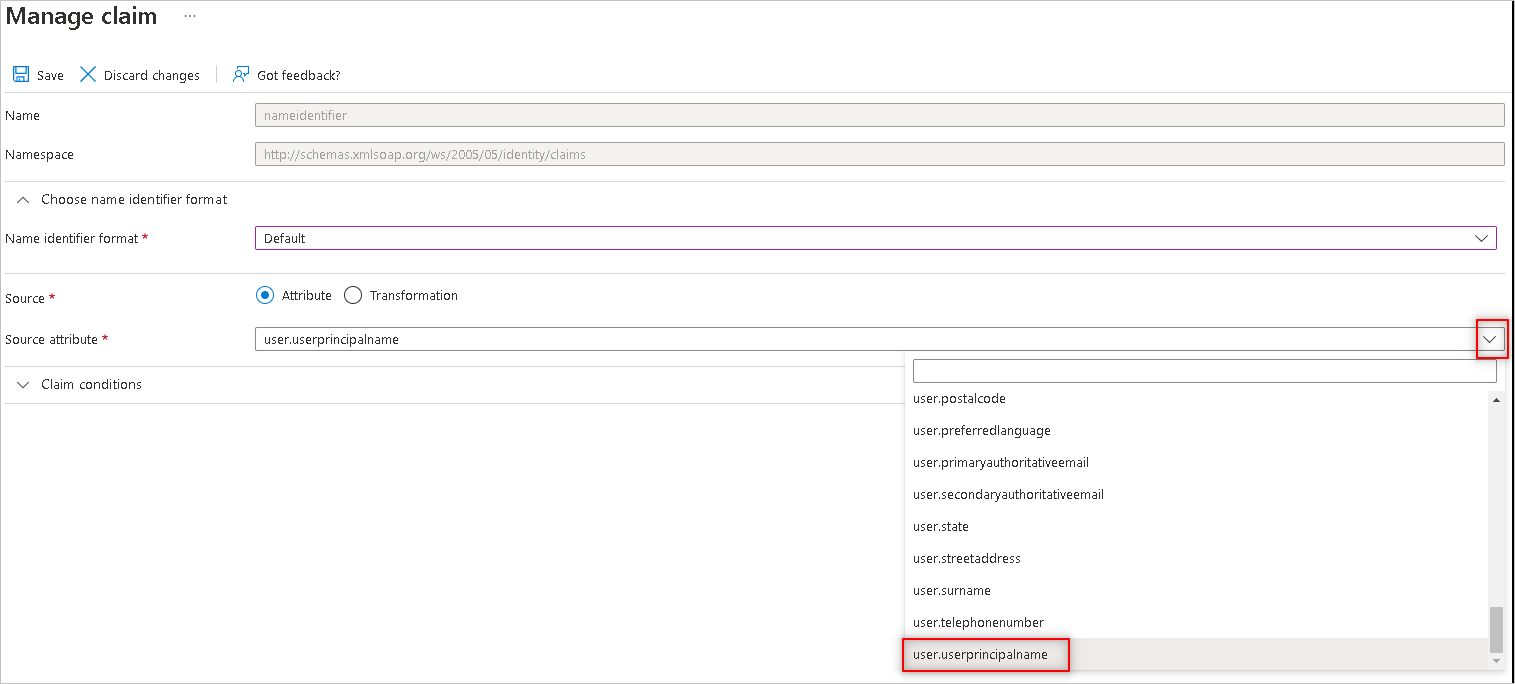 Manage claim ...
Save Discard changes Got feedback?
Name nameidentifier
Namespace http://schemas.xmlsoap.org/ws/2005/05/identity/claims
Choose name identifier format
Name identifier format * Default
Source * Attribute Transformation
Source attribute * user.userprincipalname
Claim conditions
user.postalcode
user.preferredlanguage
user.primaryauthoritativeemail
user.secondaryauthoritativeemail
user.state
user.streetaddress
user.surname
user.telephonenumber
user.userprincipalname